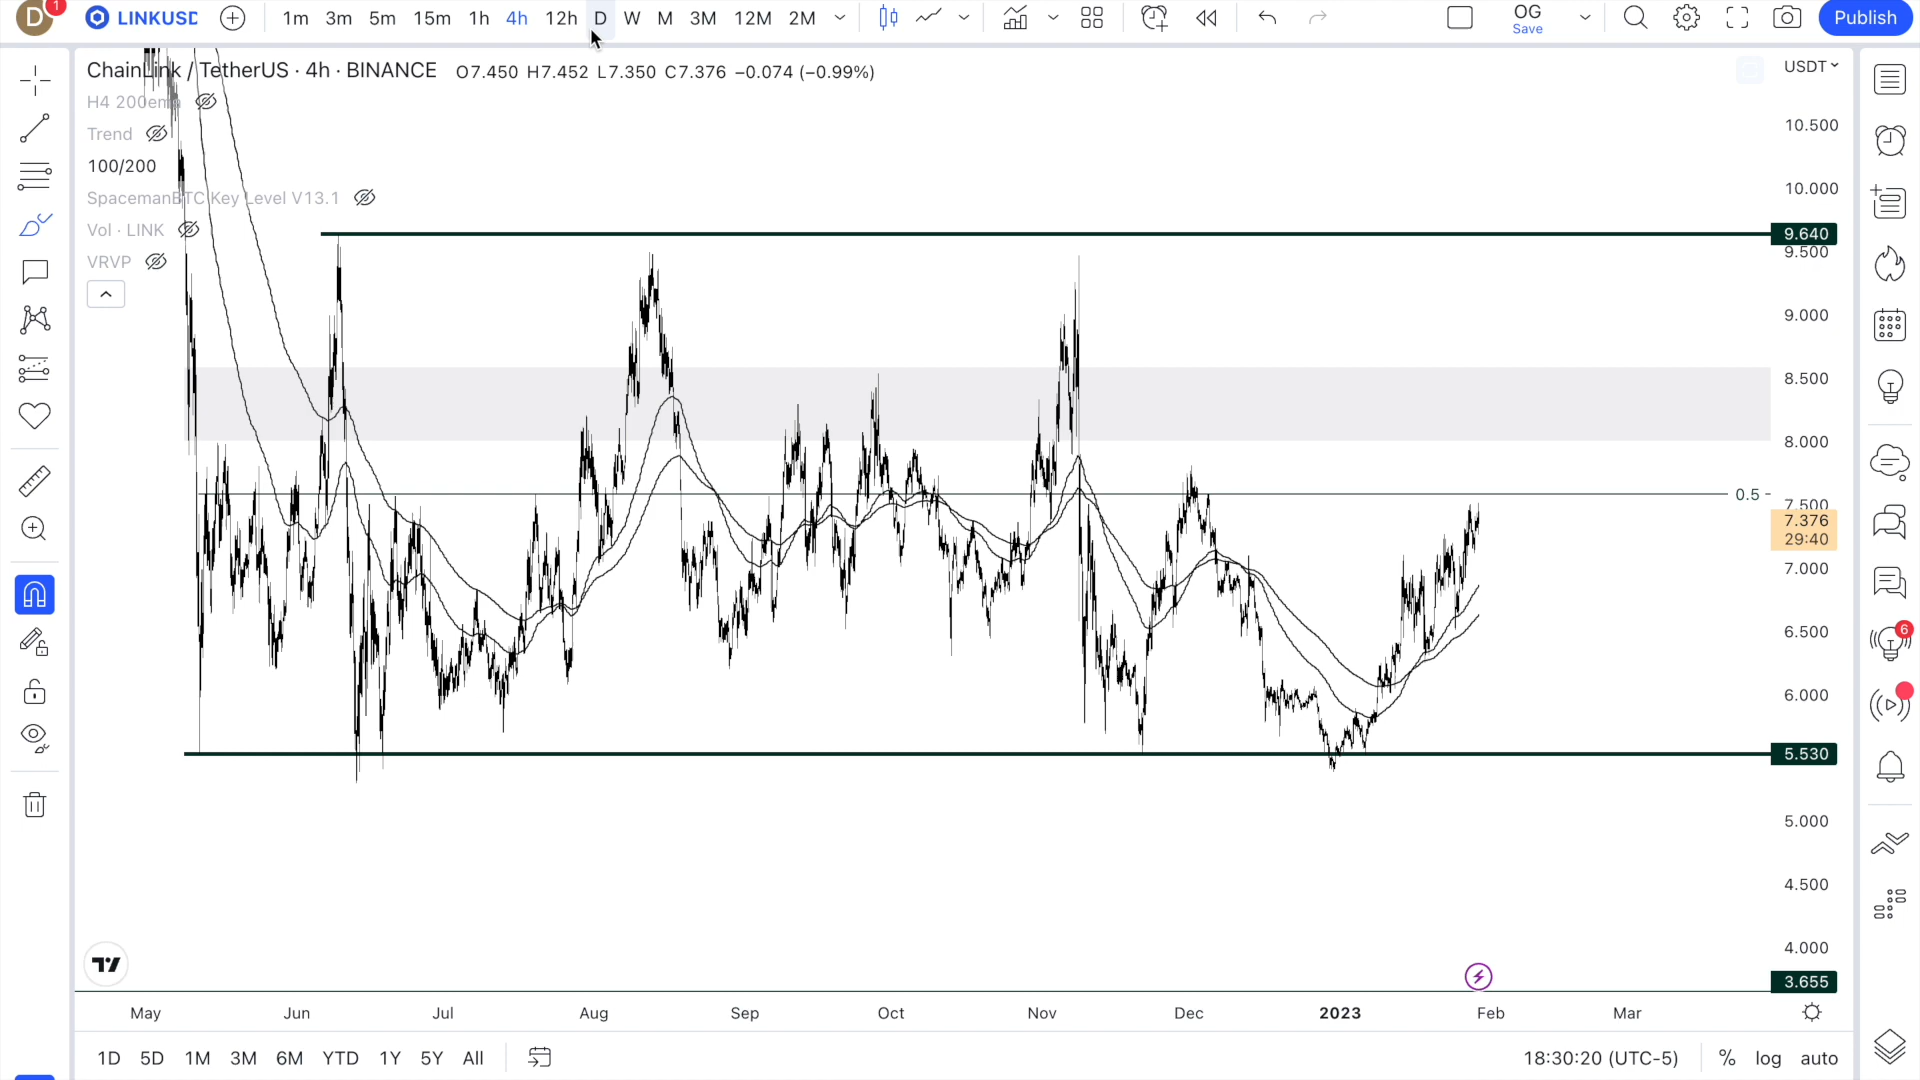 D 1 LINKUSD 1m 3m 5m 15m 1h 4h 12h D W M 3M 12M 2M OG Publish
Save
ChainLink / TetherUS · 4h · BINANCE O7.450 H7.452 L7.350 C7.376 −0.074 (−0.99%) USDT
H4 200ema
Trend
100/200
SpacemanBTC Key Level V13.1
Vol · LINK
VRVP
10.500
10.000
9.640
9.500
9.000
8.500
8.000
0.5
7.500
7.376
29:40
7.000
6.500
6
6.000
5.530
5.000
4.500
4.000
3.655
May Jun Jul Aug Sep Oct Nov Dec 2023 Feb Mar
1D 5D 1M 3M 6M YTD 1Y 5Y All 18:30:20 (UTC-5) % log auto